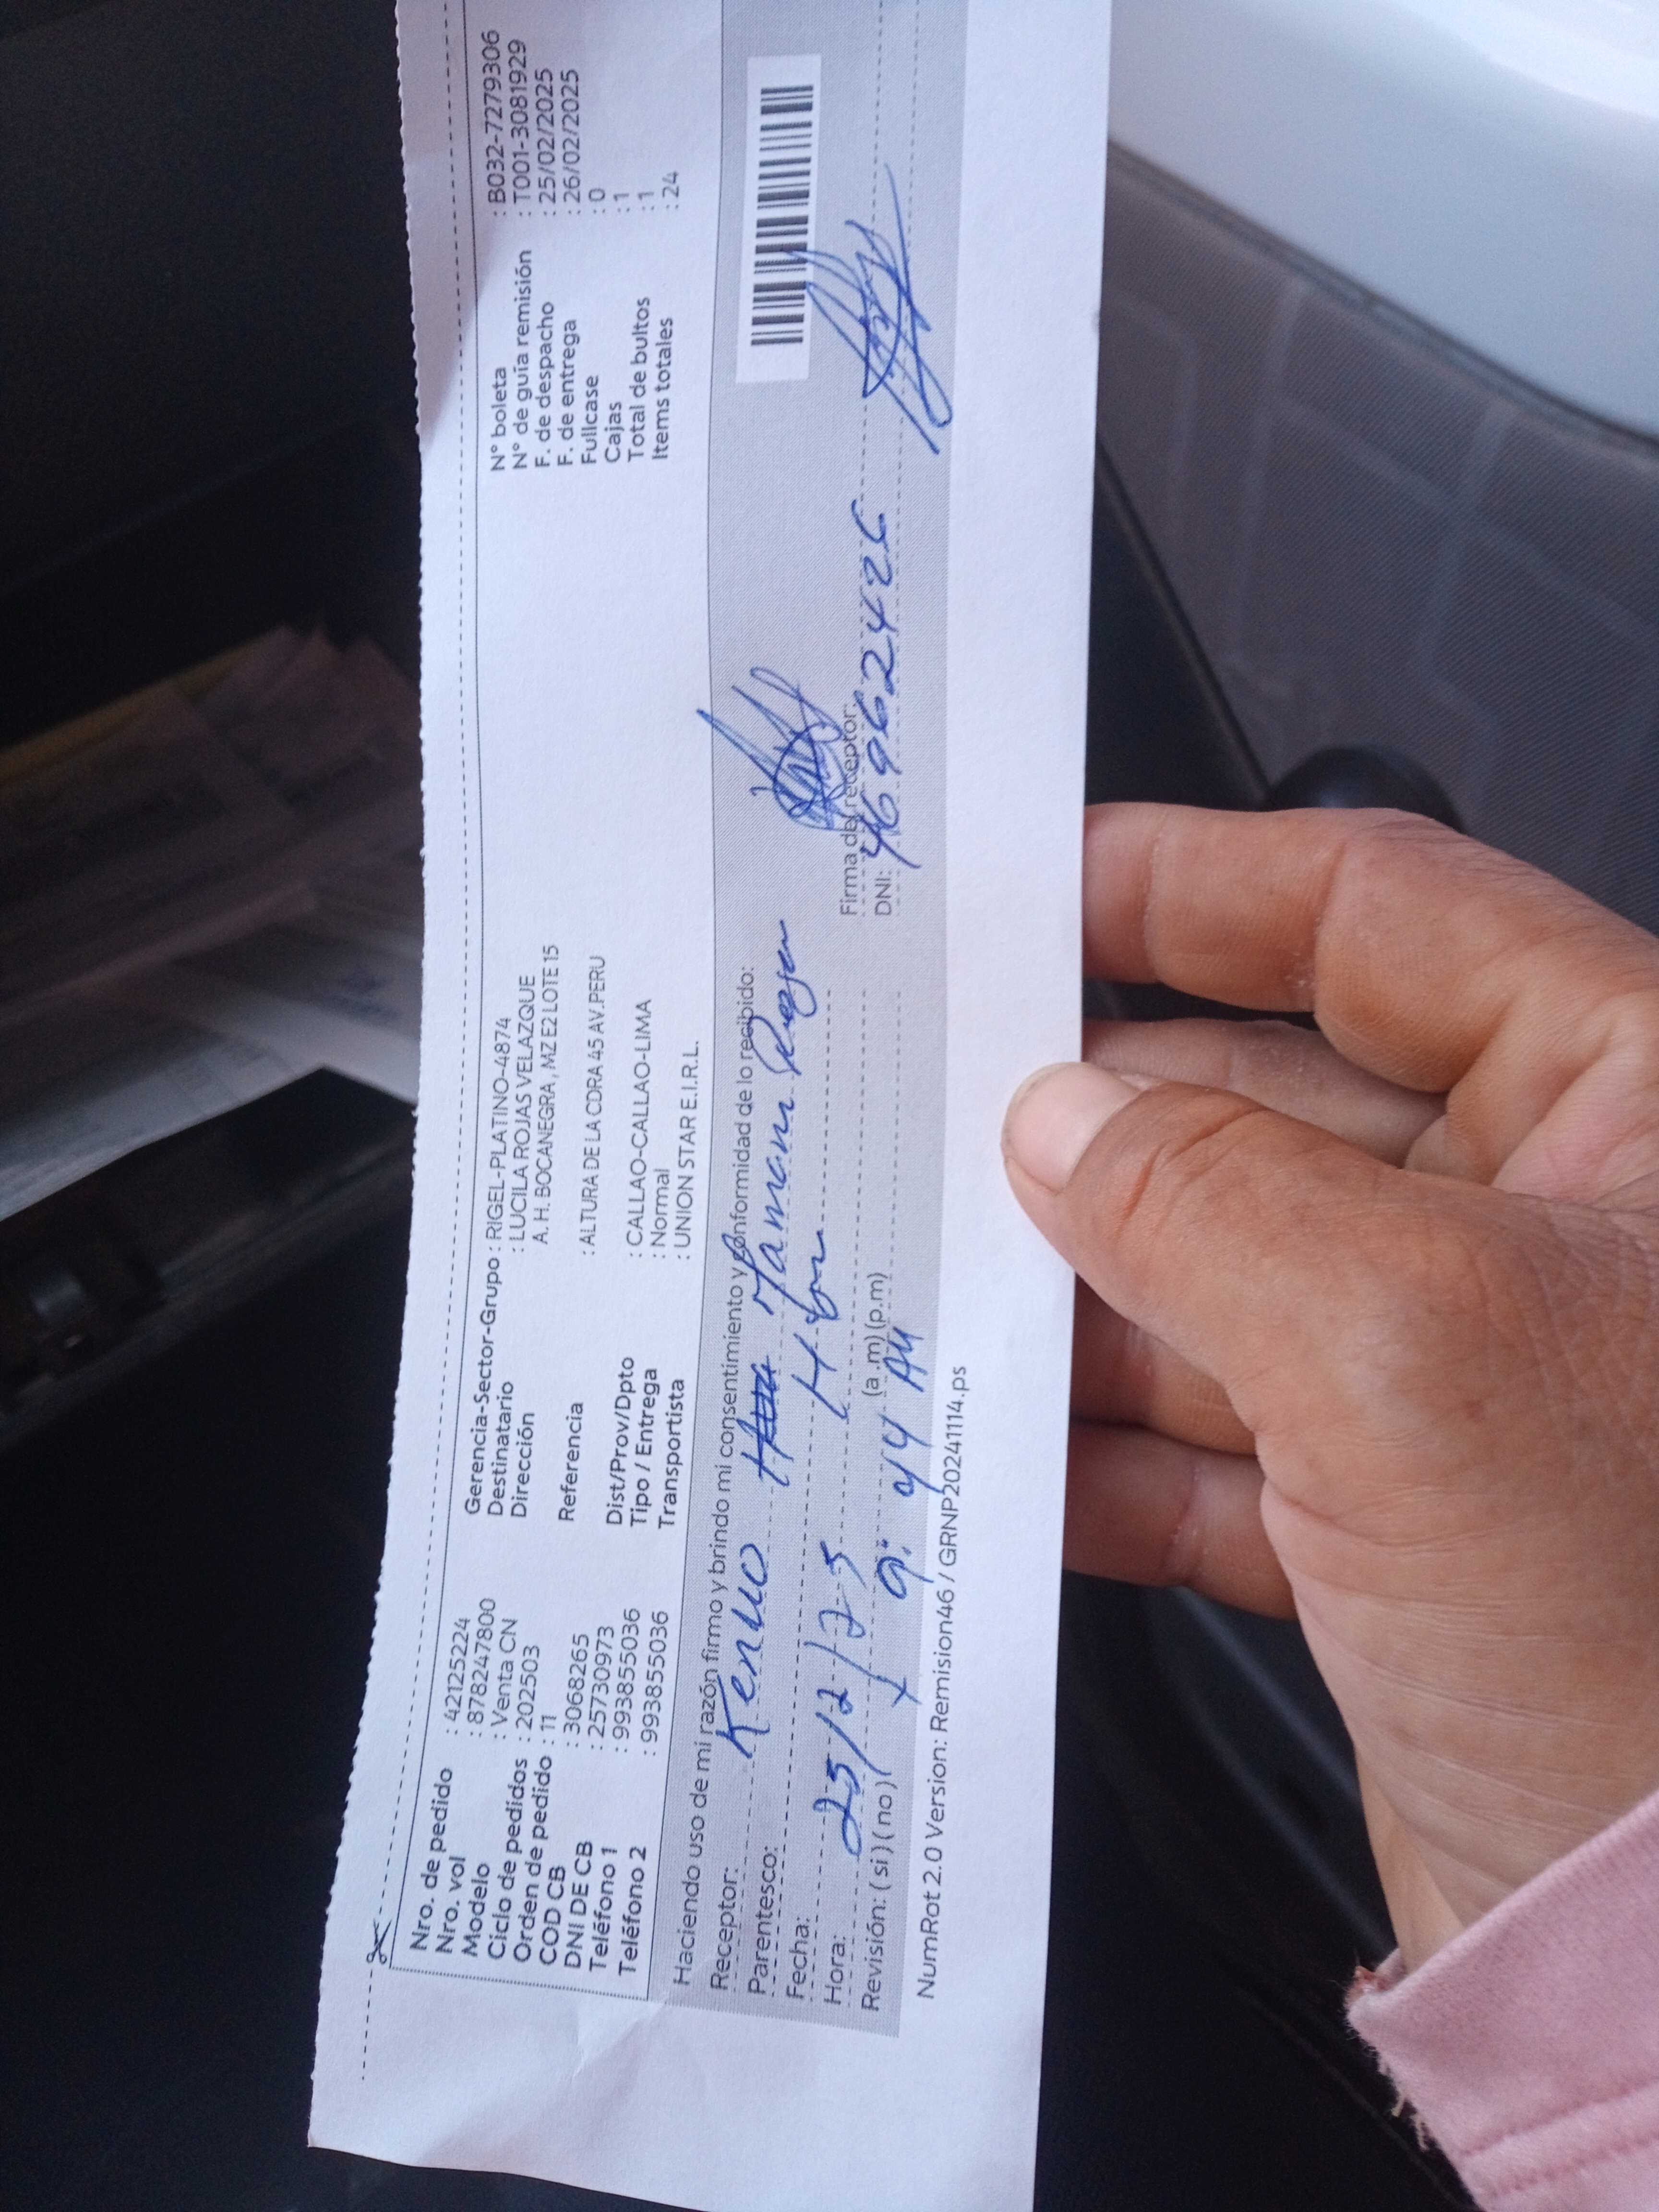 Nro. de pedido : 42125224
Nro. vol : 8782247800
Modelo : Venta CN
Ciclo de pedidos : 202503
Orden de pedido : 11
COD CB : 3068265
DNI DE CB : 25730973
Teléfono 1 : 993855036
Teléfono 2 : 993855036
Gerencia-Sector-Grupo : RIGEL-PLATINO-4874
Destinatario : LUCILA ROJAS VELAZQUE
Dirección A. H. BOCANEGRA , MZ E2 LOTE 15
Referencia : ALTURA DE LA CDRA 45 AV.PERU
Dist/Prov/Dpto : CALLAO-CALLAO-LIMA
Tipo / Entrega : Normal
Transportista : UNION STAR E.I.R.L.
N° boleta : B032-7279306
N° de guía remisión : T001-3081929
F. de despacho : 25/02/2025
F. de entrega : 26/02/2025
Fullcase : 0
Cajas : 1
Total de bultos : 1
Items totales : 24
Haciendo uso de mi razón firmo y brindo mi consentimiento y conformidad de lo recibido:
Receptor: Mamani
Parentesco:
Fecha: 25/2/25
Hora: 9:44 AM (a .m) (p.m)
Revisión: ( si ) ( no )
Firma del receptor:
DNI: 46962426
NumRot 2.0 Version: Remision46 / GRNP20241114.ps